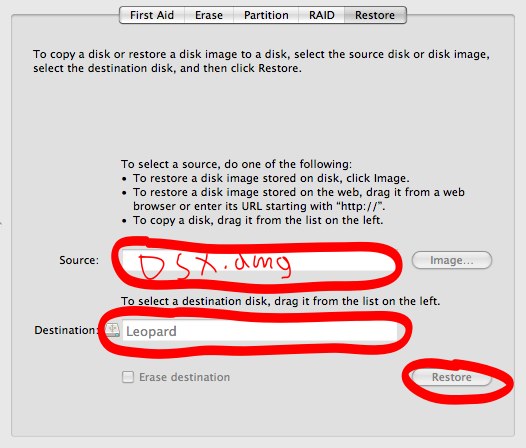 First Aid Erase Partition RAID Restore
To copy a disk or restore a disk image to a disk, select the source disk or disk image,
select the destination disk, and then click Restore.
To select a source, do one of the following:
• To restore a disk image stored on disk, click Image.
• To restore a disk image stored on the web, drag it from a web
browser or enter its URL starting with “http://”.
• To copy a disk, drag it from the list on the left.
Source: OSX.dmg Image...
To select a destination disk, drag it from the list on the left.
Destination: Leopard
Erase destination Restore